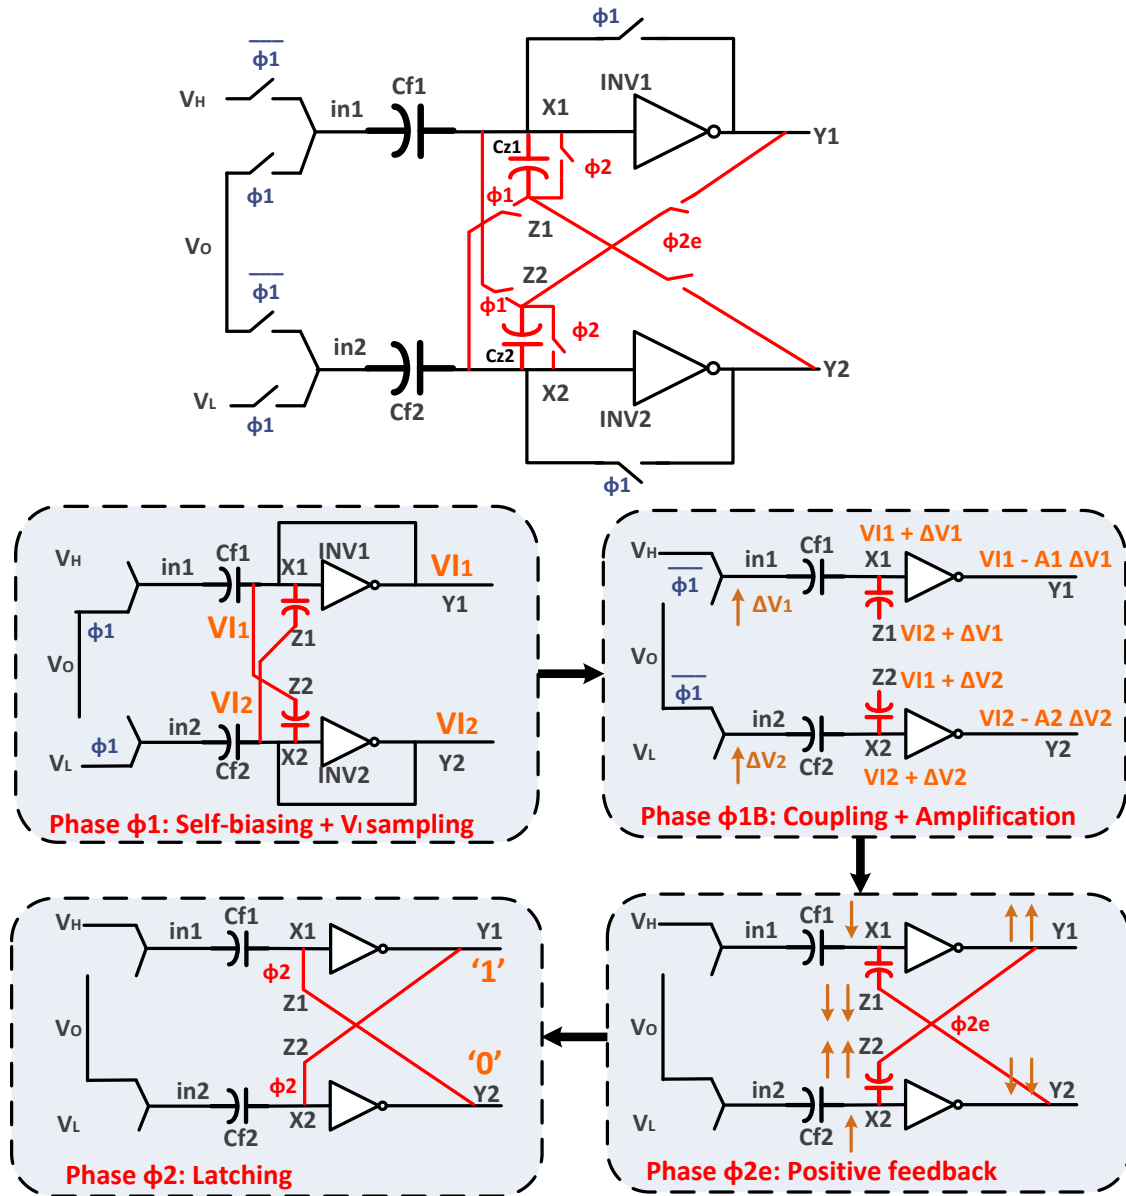 ϕ1
ϕ1
INV1
Cf1
VH
in1
X1
Y1
Cz1
ϕ2
ϕ1
ϕ1
Z1
ϕ2e
VO
Z2
ϕ1
ϕ1
ϕ2
in2
Cz2
Y2
X2
VL
Cf2
INV2
ϕ1
ϕ1
VH
Cf1
INV1
in1
X1
VI1
Y1
ϕ1
VI1
Z1
VO
Z2
VI2
VI2
in2
ϕ1
X2
Y2
VL
Cf2
INV2
Phase ϕ1: Self-biasing + VI sampling
VI1 + ΔV1
Cf1
VH
in1
X1
VI1 - A1 ΔV1
ϕ1
Y1
ΔV1
Z1 VI2 + ΔV1
VO
Z2 VI1 + ΔV2
ϕ1
in2
VI2 - A2 ΔV2
Y2
ΔV2
X2
VL
Cf2
VI2 + ΔV2
Phase ϕ1B: Coupling + Amplification
VH
Cf1
in1
X1
Y1
ϕ2
‘1’
Z1
VO
Z2
‘0’
ϕ2
in2
Y2
X2
VL
Cf2
Phase ϕ2: Latching
VH
Cf1
in1
X1
Y1
Z1
VO
ϕ2e
Z2
in2
Y2
X2
VL
Cf2
Phase ϕ2e: Positive feedback